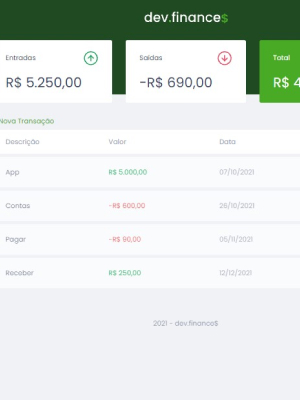 dev.finance$
Entradas
Saídas
Total
R$ 5.250,00
-R$ 690,00
R$ 4
Nova Transação
Descrição Valor Data
App R$ 5.000,00 07/10/2021
Contas -R$ 600,00 26/10/2021
Pagar -R$ 90,00 05/11/2021
Receber R$ 250,00 12/12/2021
2021 - dev.finance$